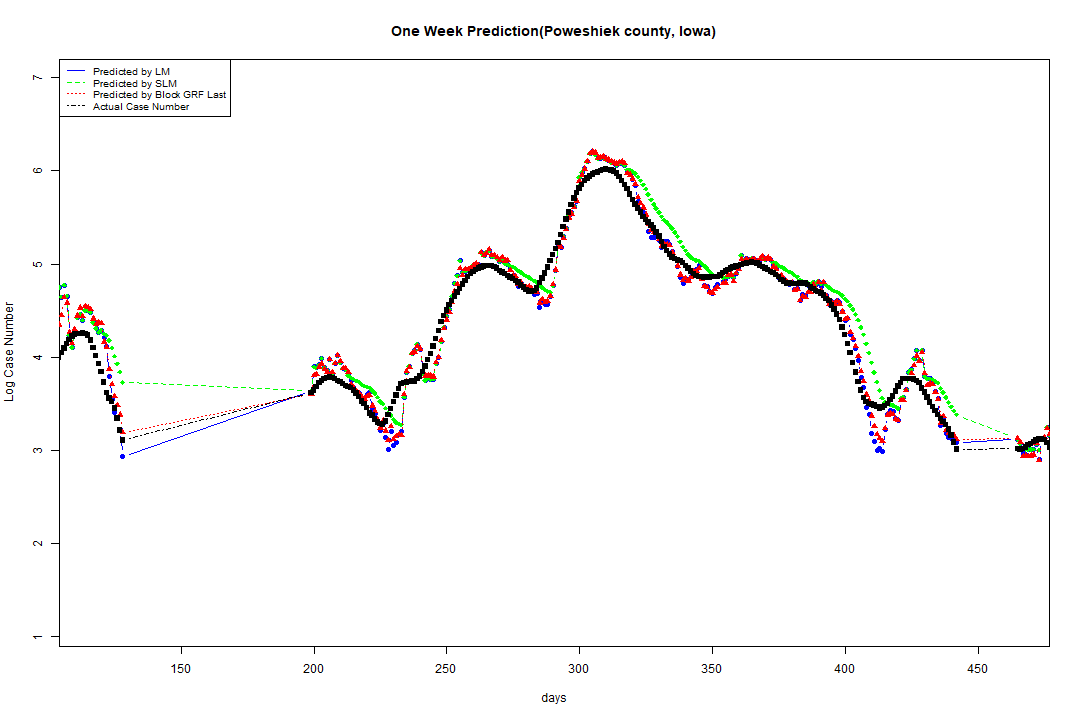 One Week Prediction(Poweshiek county, Iowa)
Predicted by LM
Predicted by SLM
Predicted by Block GRF Last
Actual Case Number
Log Case Number
7
6
5
4
3
2
1
150 200 250 300 350 400 450
days